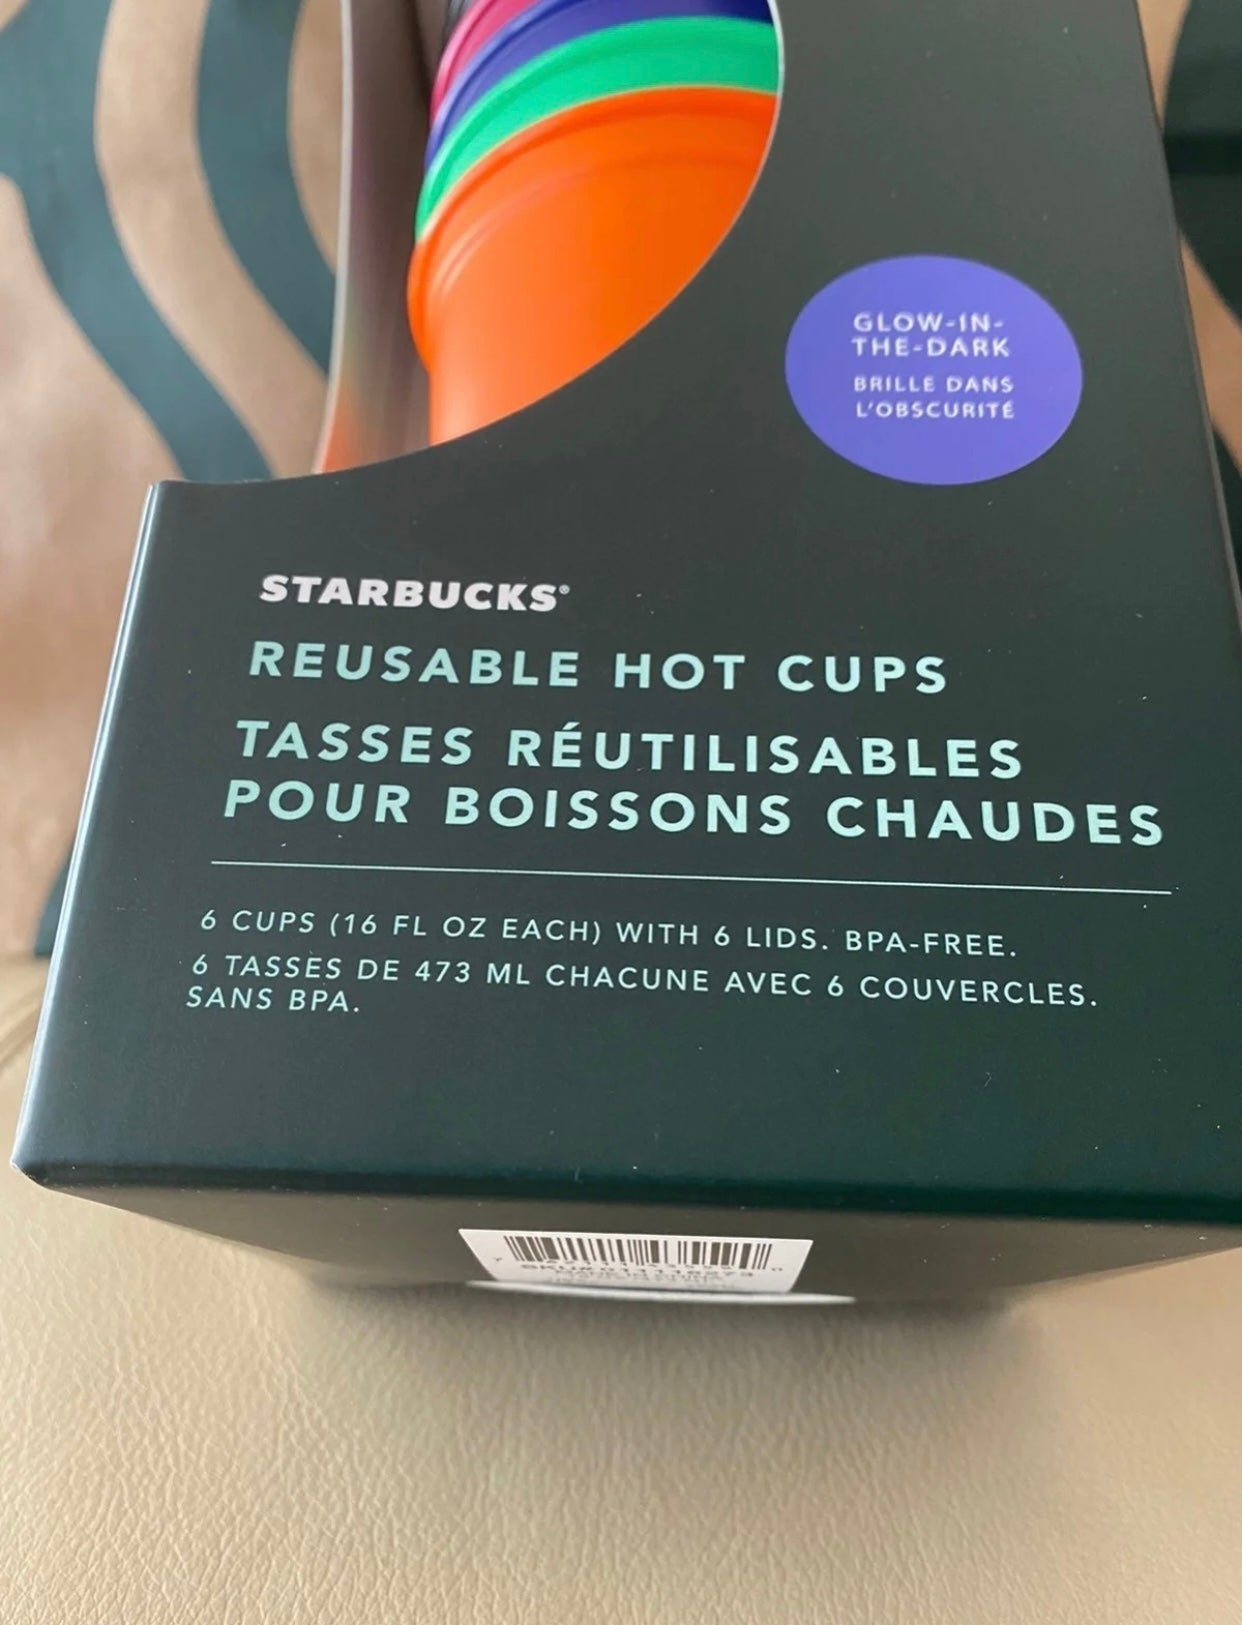 GLOW-IN-
THE-DARK
BRILLE DANS
L'OBSCURITÉ
STARBUCKS®
REUSABLE HOT CUPS
TASSES RÉUTILISABLES
POUR BOISSONS CHAUDES
6 CUPS (16 FL OZ EACH) WITH 6 LIDS. BPA-FREE.
6 TASSES DE 473 ML CHACUNE AVEC 6 COUVERCLES.
SANS BPA.